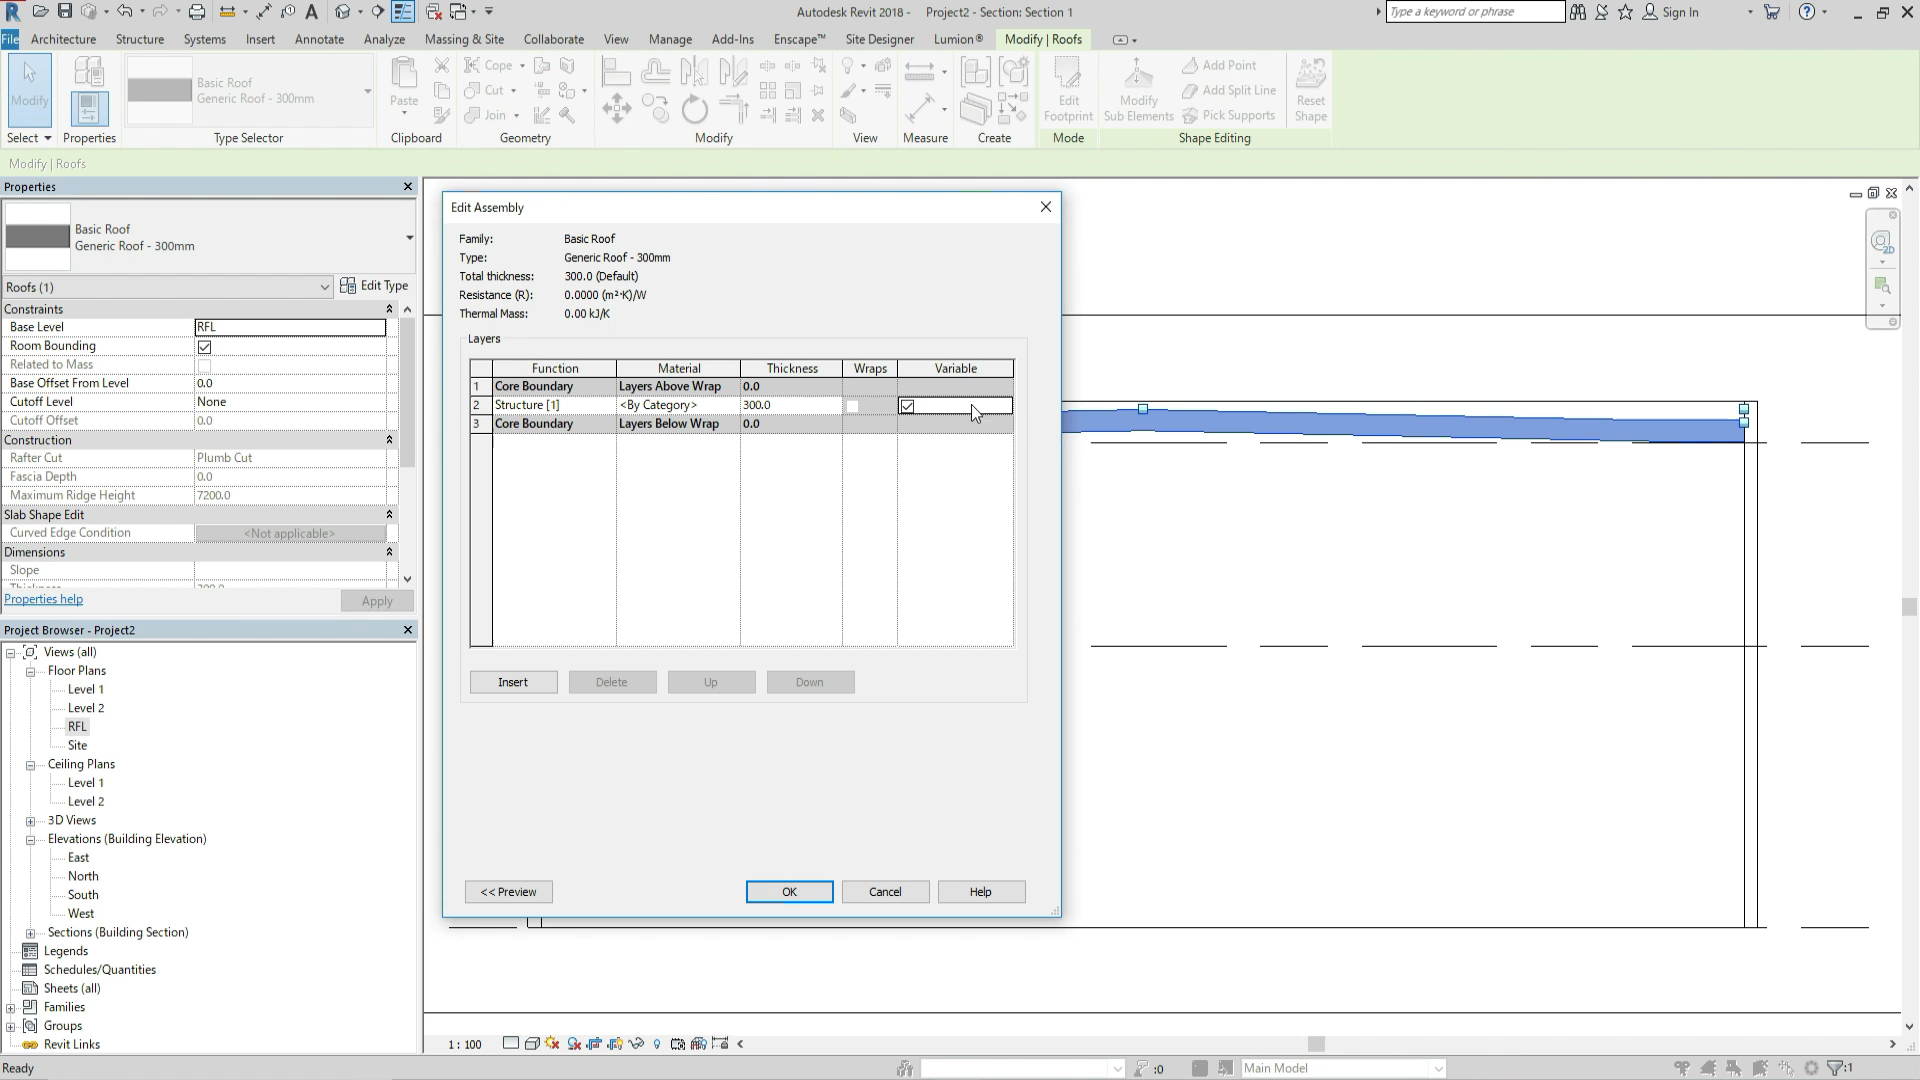 Autodesk Revit 2018 - Project2 - Section: Section 1
Type a keyword or phrase
Sign In
File Architecture Structure Systems Insert Annotate Analyze Massing & Site Collaborate View Manage Add-Ins Enscape™ Site Designer Lumion® Modify | Roofs
Modify
Basic Roof
Generic Roof - 300mm
Paste
Cope
Cut
Join
Edit
Footprint
Modify
Sub Elements
Add Point
Add Split Line
Pick Supports
Reset
Shape
Select Properties Type Selector Clipboard Geometry Modify View Measure Create Mode Shape Editing
Modify | Roofs
Properties
Basic Roof
Generic Roof - 300mm
Roofs (1)
Edit Type
Constraints
Base Level RFL
Room Bounding
Related to Mass
Base Offset From Level 0.0
Cutoff Level None
Cutoff Offset 0.0
Construction
Rafter Cut Plumb Cut
Fascia Depth 0.0
Maximum Ridge Height 7200.0
Slab Shape Edit
Curved Edge Condition <Not applicable>
Dimensions
Slope
Properties help
Apply
Project Browser - Project2
Views (all)
Floor Plans
Level 1
Level 2
RFL
Site
Ceiling Plans
Level 1
Level 2
3D Views
Elevations (Building Elevation)
East
North
South
West
Sections (Building Section)
Legends
Schedules/Quantities
Sheets (all)
Families
Groups
Revit Links
Edit Assembly
Family: Basic Roof
Type: Generic Roof - 300mm
Total thickness: 300.0 (Default)
Resistance (R): 0.0000 (m²·K)/W
Thermal Mass: 0.00 kJ/K
Layers
Function Material Thickness Wraps Variable
1 Core Boundary Layers Above Wrap 0.0
2 Structure [1] <By Category> 300.0
3 Core Boundary Layers Below Wrap 0.0
Insert Delete Up Down
<< Preview OK Cancel Help
2D
1 : 100
Ready
:0
Main Model
:1